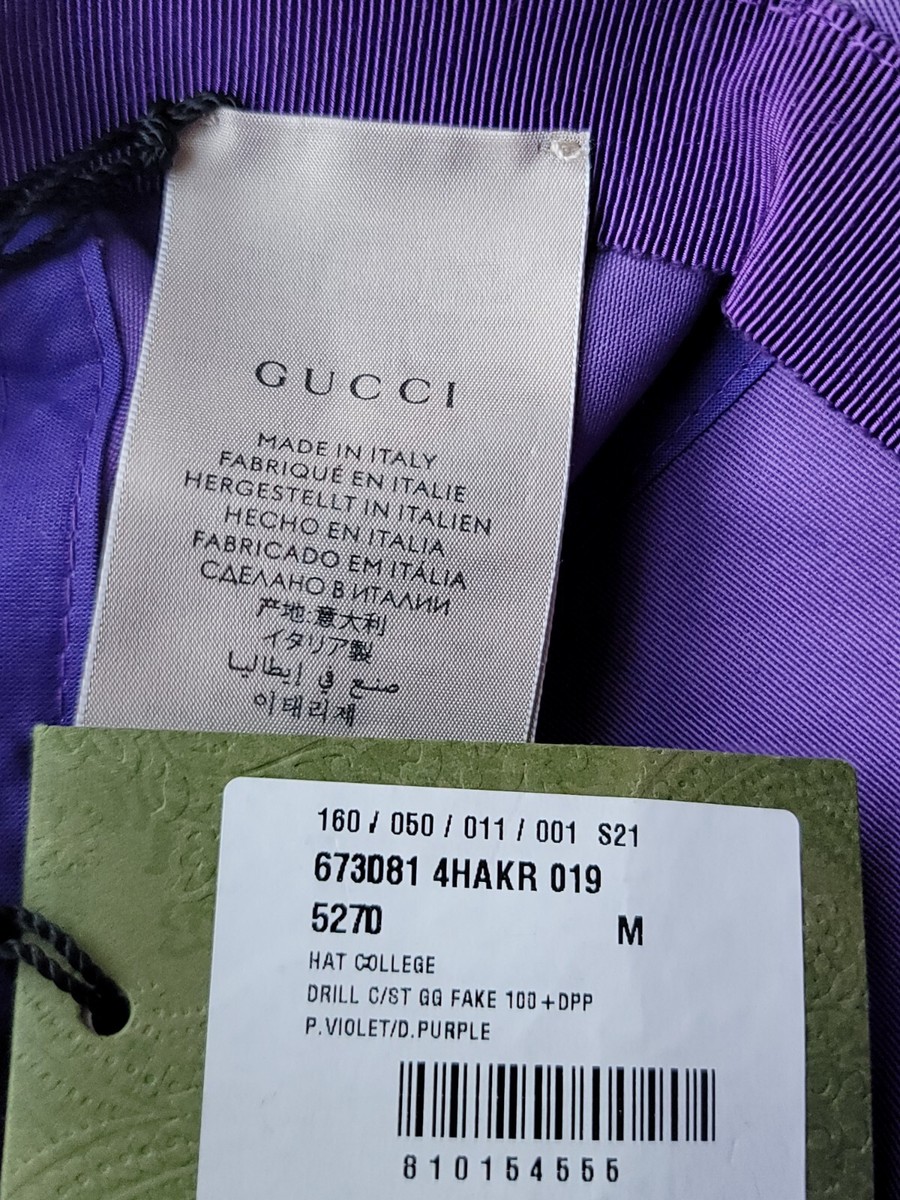 GUCCI
MADE IN ITALY
FABRIQUÉ EN ITALIE
HERGESTELLT IN ITALIEN
HECHO EN ITALIA
FABRICADO EM ITÁLIA
СДЕЛАНО В ИТАЛИИ
产地:意大利
イタリア製
صنع في إيطاليا
이태리제
160 / 050 / 011 / 001 S21
673081 4HAKR 019
5270 M
HAT COLLEGE
DRILL C/ST GG FAKE 100+DPP
P.VIOLET/D.PURPLE
810154555